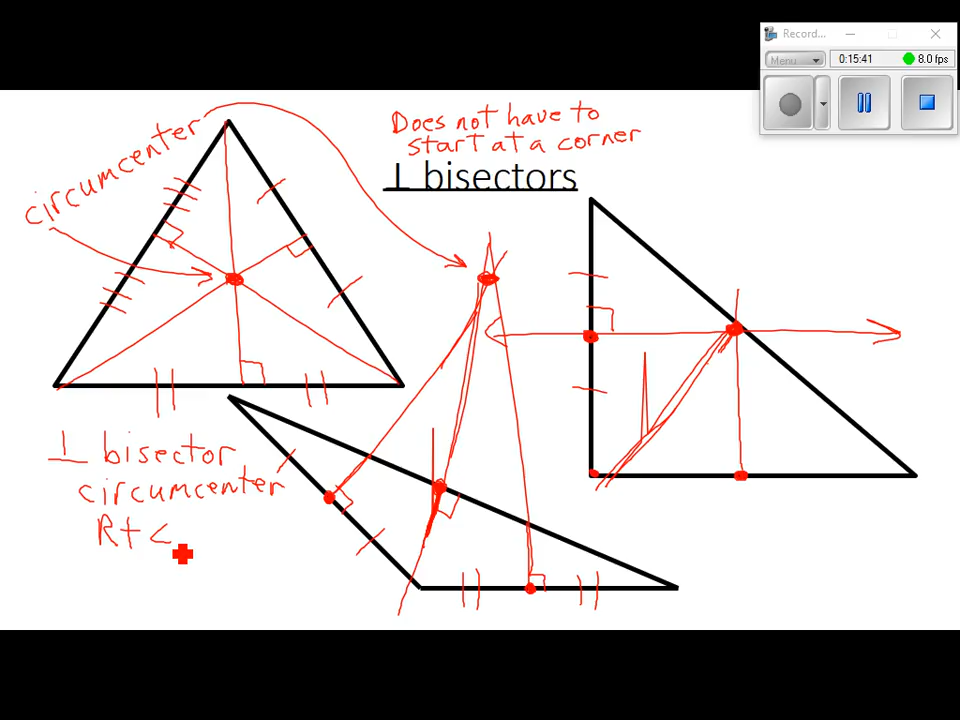 Record...
Menu
0:15:41
8.0 fps
Does not have to
start at a corner
⊥ bisectors
circumcenter
⊥ bisector
circumcenter
Rt <